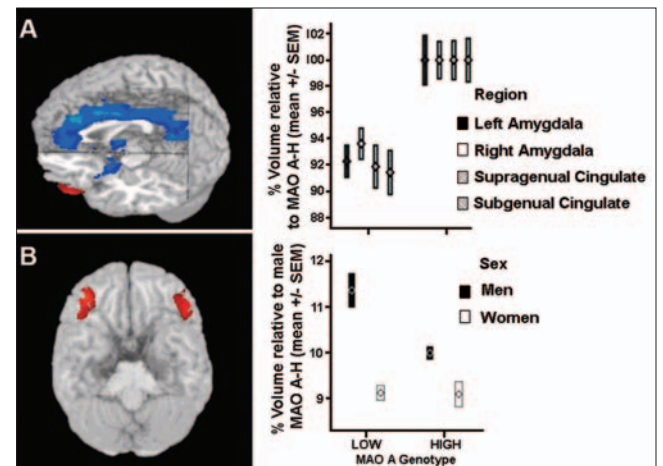 A
% Volume relative
to MAO A-H (mean +/- SEM)
102
100
98
96
94
92
90
88
Region
Left Amygdala
Right Amygdala
Supragenual Cingulate
Subgenual Cingulate
B
% Volume relative to male
MAO A-H (mean +/- SEM)
12
11
10
9
Sex
Men
Women
LOW
HIGH
MAO A Genotype